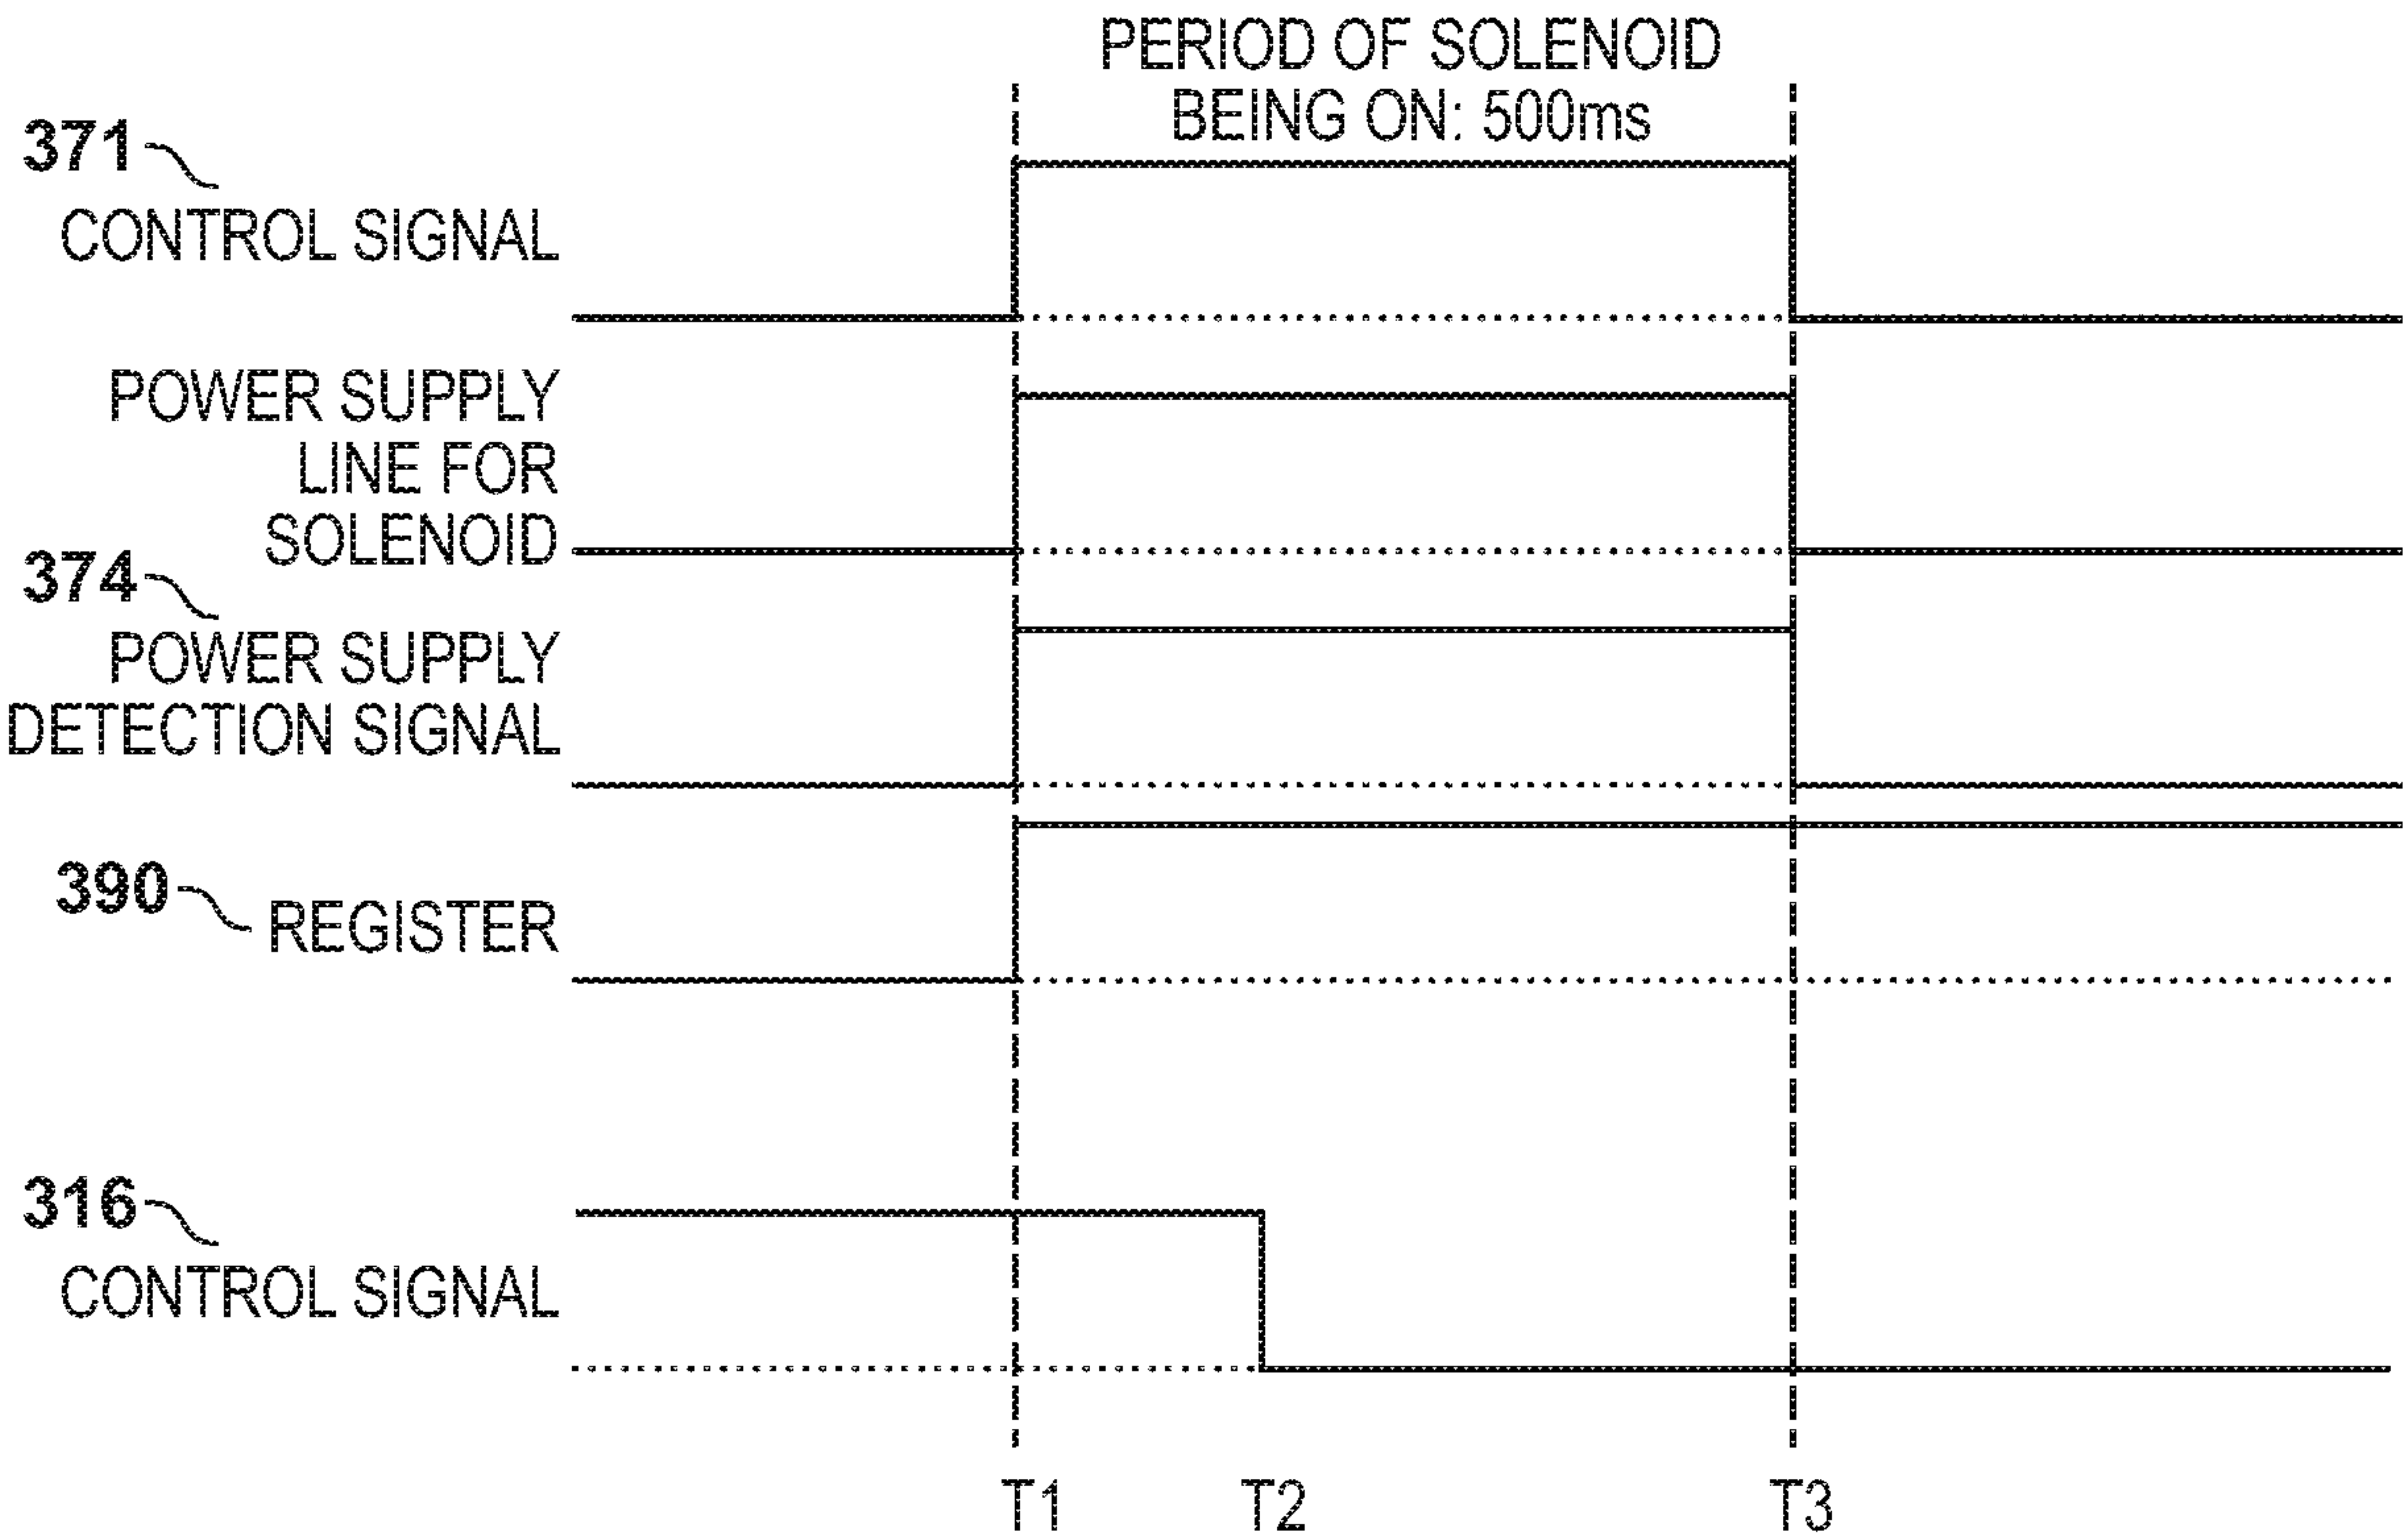 PERIOD OF SOLENOID
BEING ON: 500ms
371
CONTROL SIGNAL
POWER SUPPLY
LINE FOR
SOLENOID
374
POWER SUPPLY
DETECTION SIGNAL
390
REGISTER
316
CONTROL SIGNAL
T1 T2 T3